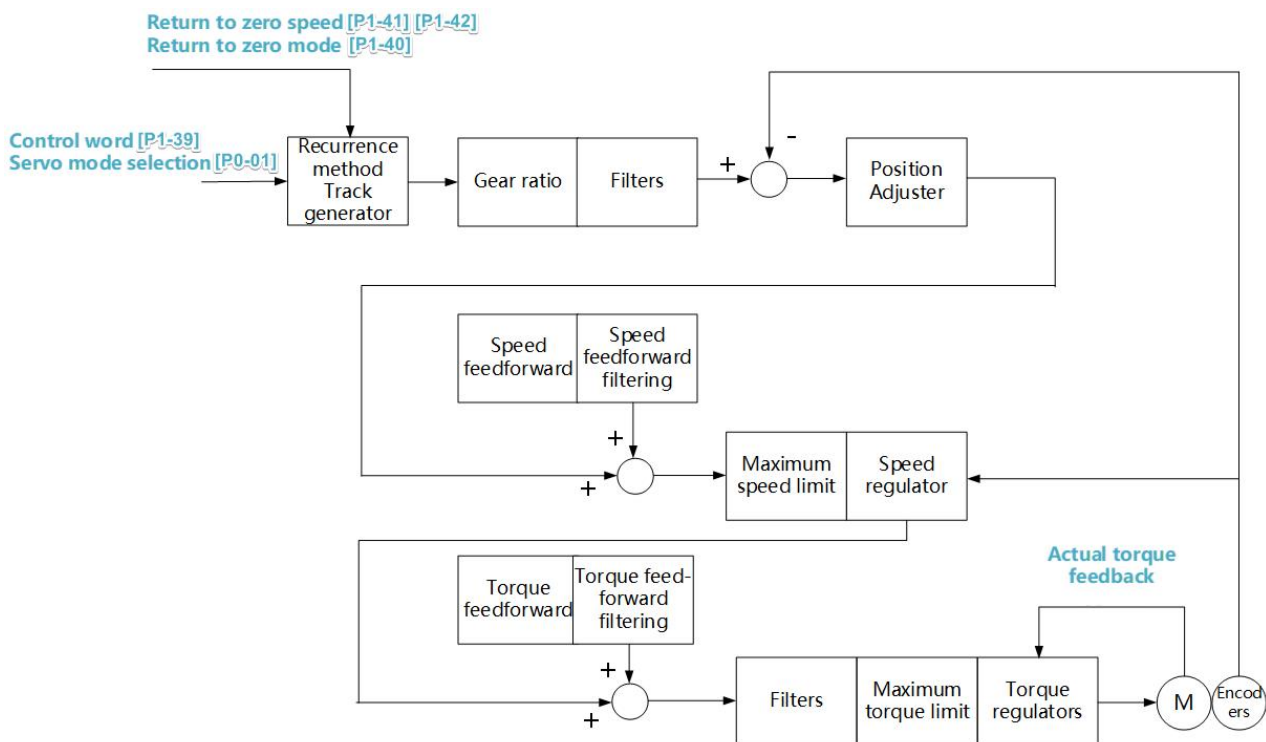 Return to zero speed [P1-41] [P1-42]
Return to zero mode [P1-40]
Control word [P1-39]
Servo mode selection [P0-01]
Recurrence
method
Track
generator
Gear ratio
Filters
+
-
Position
Adjuster
Speed
feedforward
Speed
feedforward
filtering
+
+
Maximum
speed limit
Speed
regulator
Actual torque
feedback
Torque
feedforward
Torque feed-
forward
filtering
+
+
Filters
Maximum
torque limit
Torque
regulators
M
Encod
ers